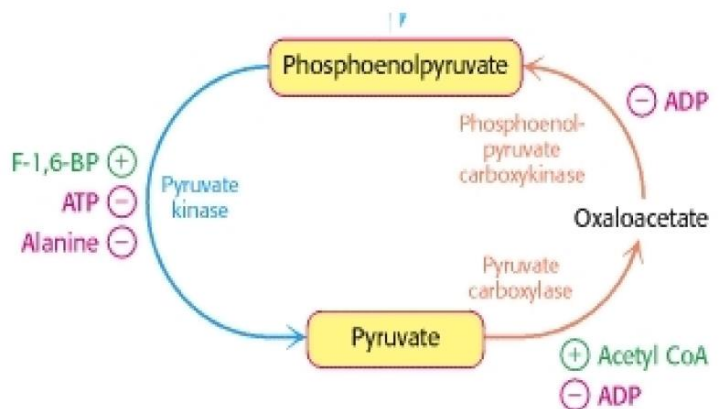 Phosphoenolpyruvate
⊖ ADP
Phosphoenol-
pyruvate
carboxykinase
F-1,6-BP ⊕
ATP ⊖
Alanine ⊖
Pyruvate
kinase
Oxaloacetate
Pyruvate
carboxylase
Pyruvate
⊕ Acetyl CoA
⊖ ADP